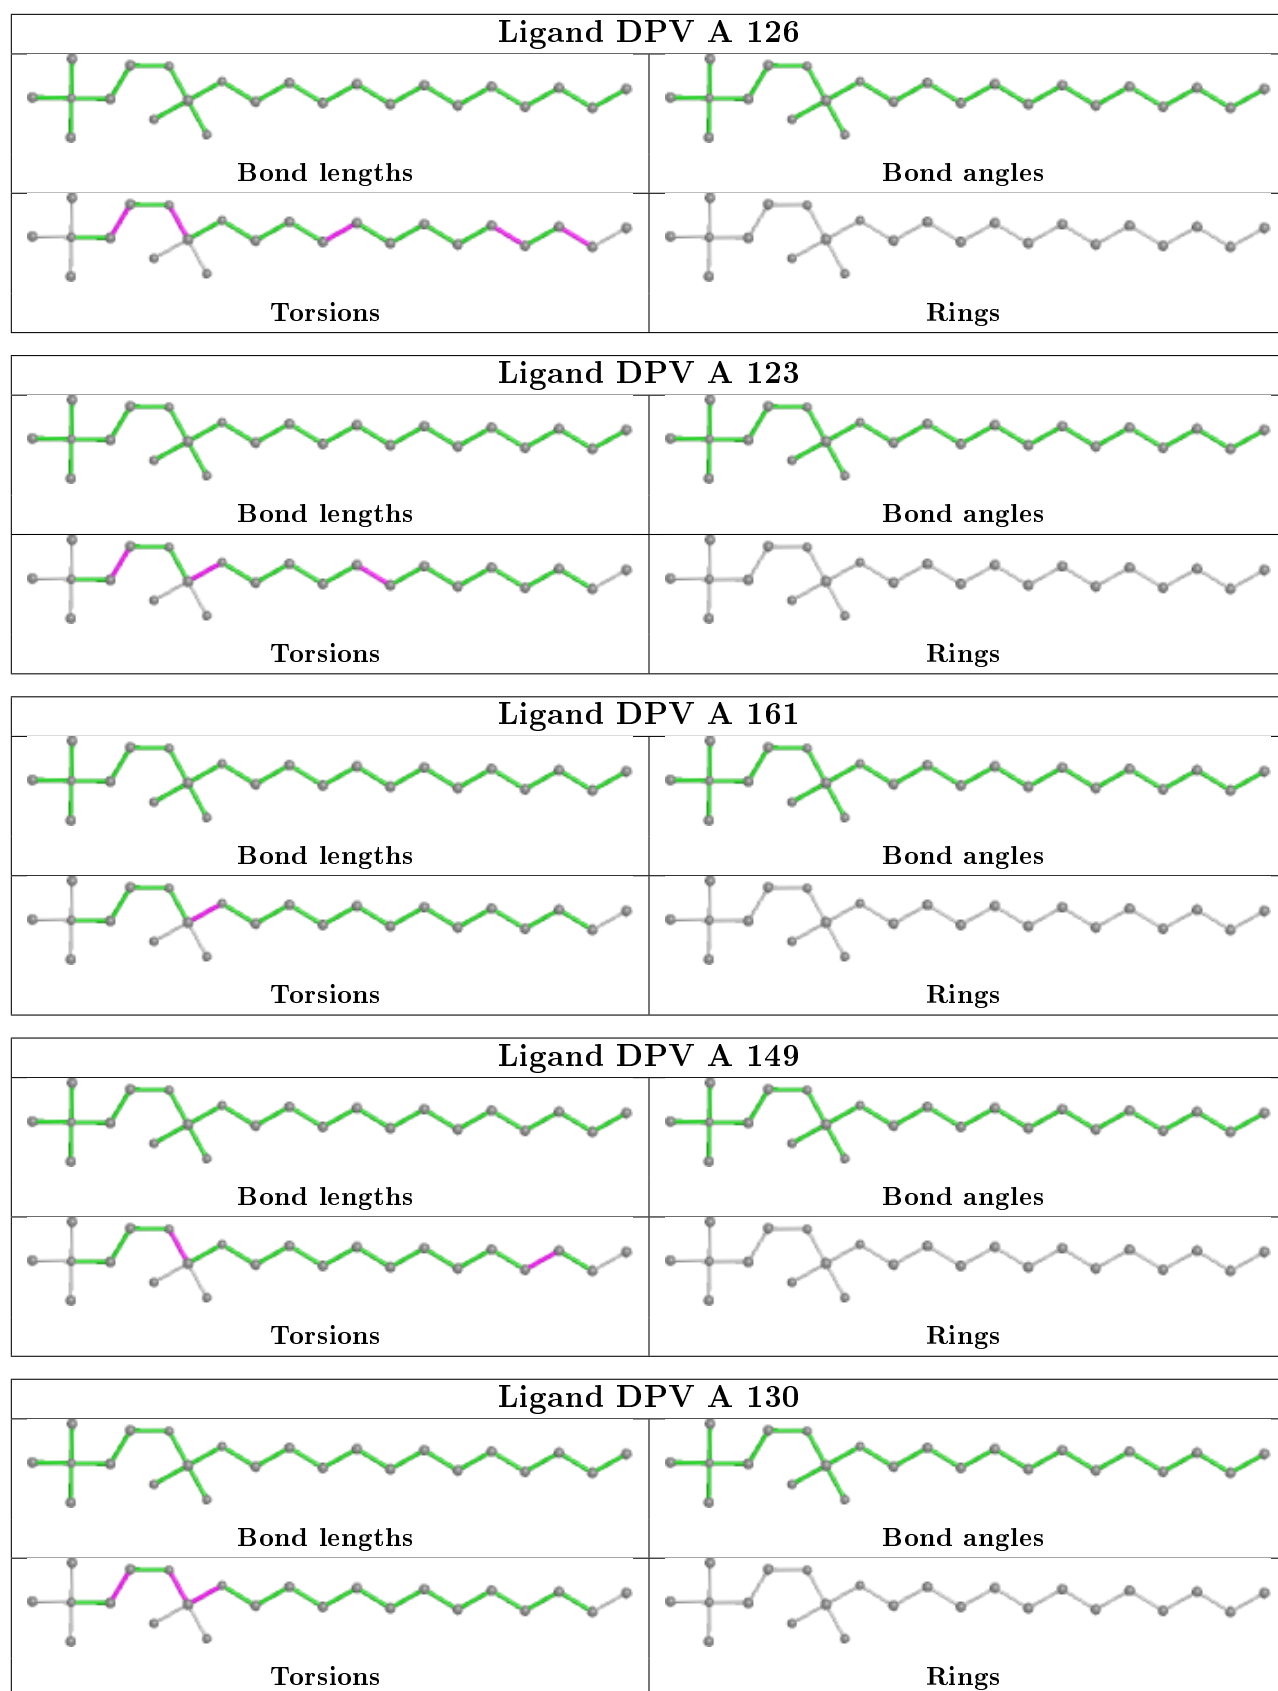 Ligand DPV A 126
Bond lengths
Bond angles
Torsions
Rings
Ligand DPV A 123
Bond lengths
Bond angles
Torsions
Rings
Ligand DPV A 161
Bond lengths
Bond angles
Torsions
Rings
Ligand DPV A 149
Bond lengths
Bond angles
Torsions
Rings
Ligand DPV A 130
Bond lengths
Bond angles
Torsions
Rings